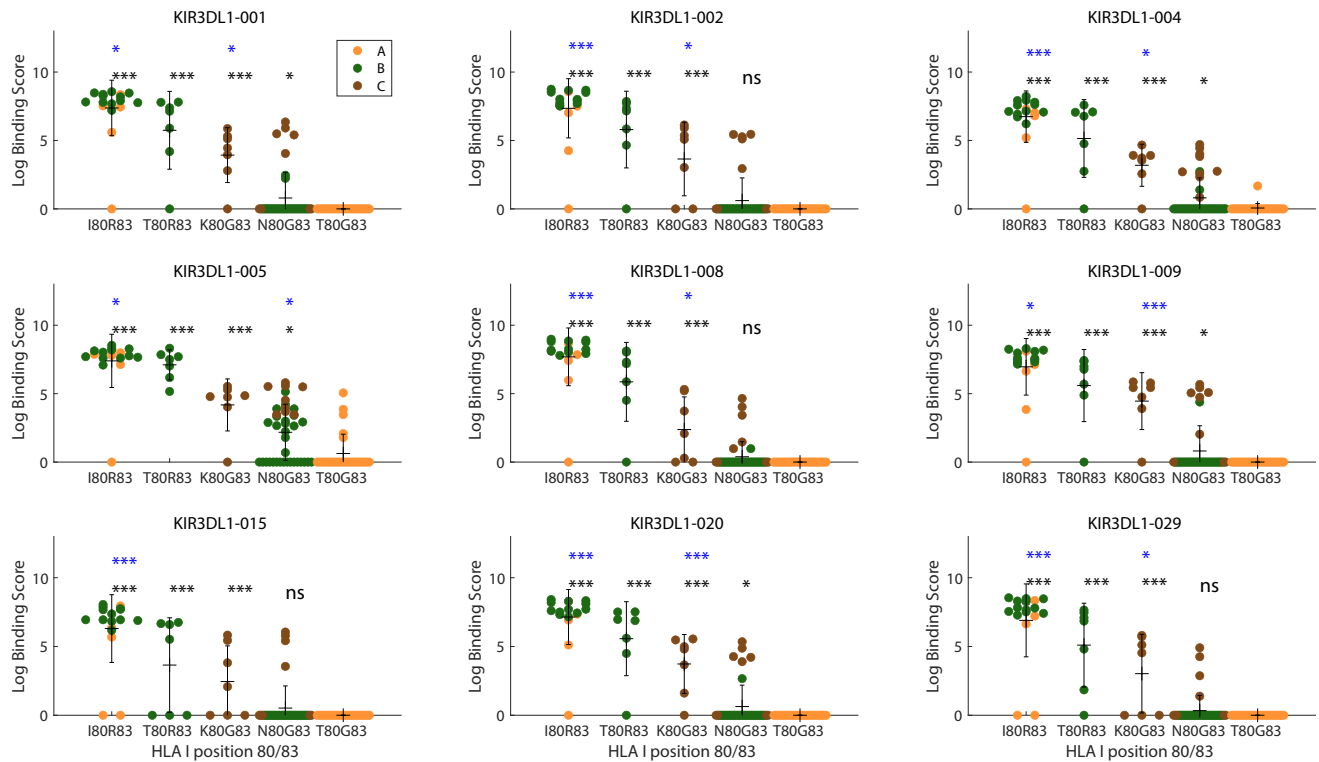 KIR3DL1-001
KIR3DL1-002
KIR3DL1-004
* *
*** *** *** *
A
B
C
*** *
*** *** *** ns
*** *
*** *** *** *
Log Binding Score
10
5
0
I80R83 T80R83 K80G83 N80G83 T80G83
Log Binding Score
10
5
0
I80R83 T80R83 K80G83 N80G83 T80G83
Log Binding Score
10
5
0
I80R83 T80R83 K80G83 N80G83 T80G83
KIR3DL1-005
KIR3DL1-008
KIR3DL1-009
* *
*** *** *** *
*** *
*** *** *** ns
* ***
*** *** *** *
Log Binding Score
10
5
0
I80R83 T80R83 K80G83 N80G83 T80G83
Log Binding Score
10
5
0
I80R83 T80R83 K80G83 N80G83 T80G83
Log Binding Score
10
5
0
I80R83 T80R83 K80G83 N80G83 T80G83
KIR3DL1-015
KIR3DL1-020
KIR3DL1-029
***
*** *** *** ns
*** ***
*** *** *** *
*** *
*** *** *** ns
Log Binding Score
10
5
0
I80R83 T80R83 K80G83 N80G83 T80G83
HLA I position 80/83
Log Binding Score
10
5
0
I80R83 T80R83 K80G83 N80G83 T80G83
HLA I position 80/83
Log Binding Score
10
5
0
I80R83 T80R83 K80G83 N80G83 T80G83
HLA I position 80/83